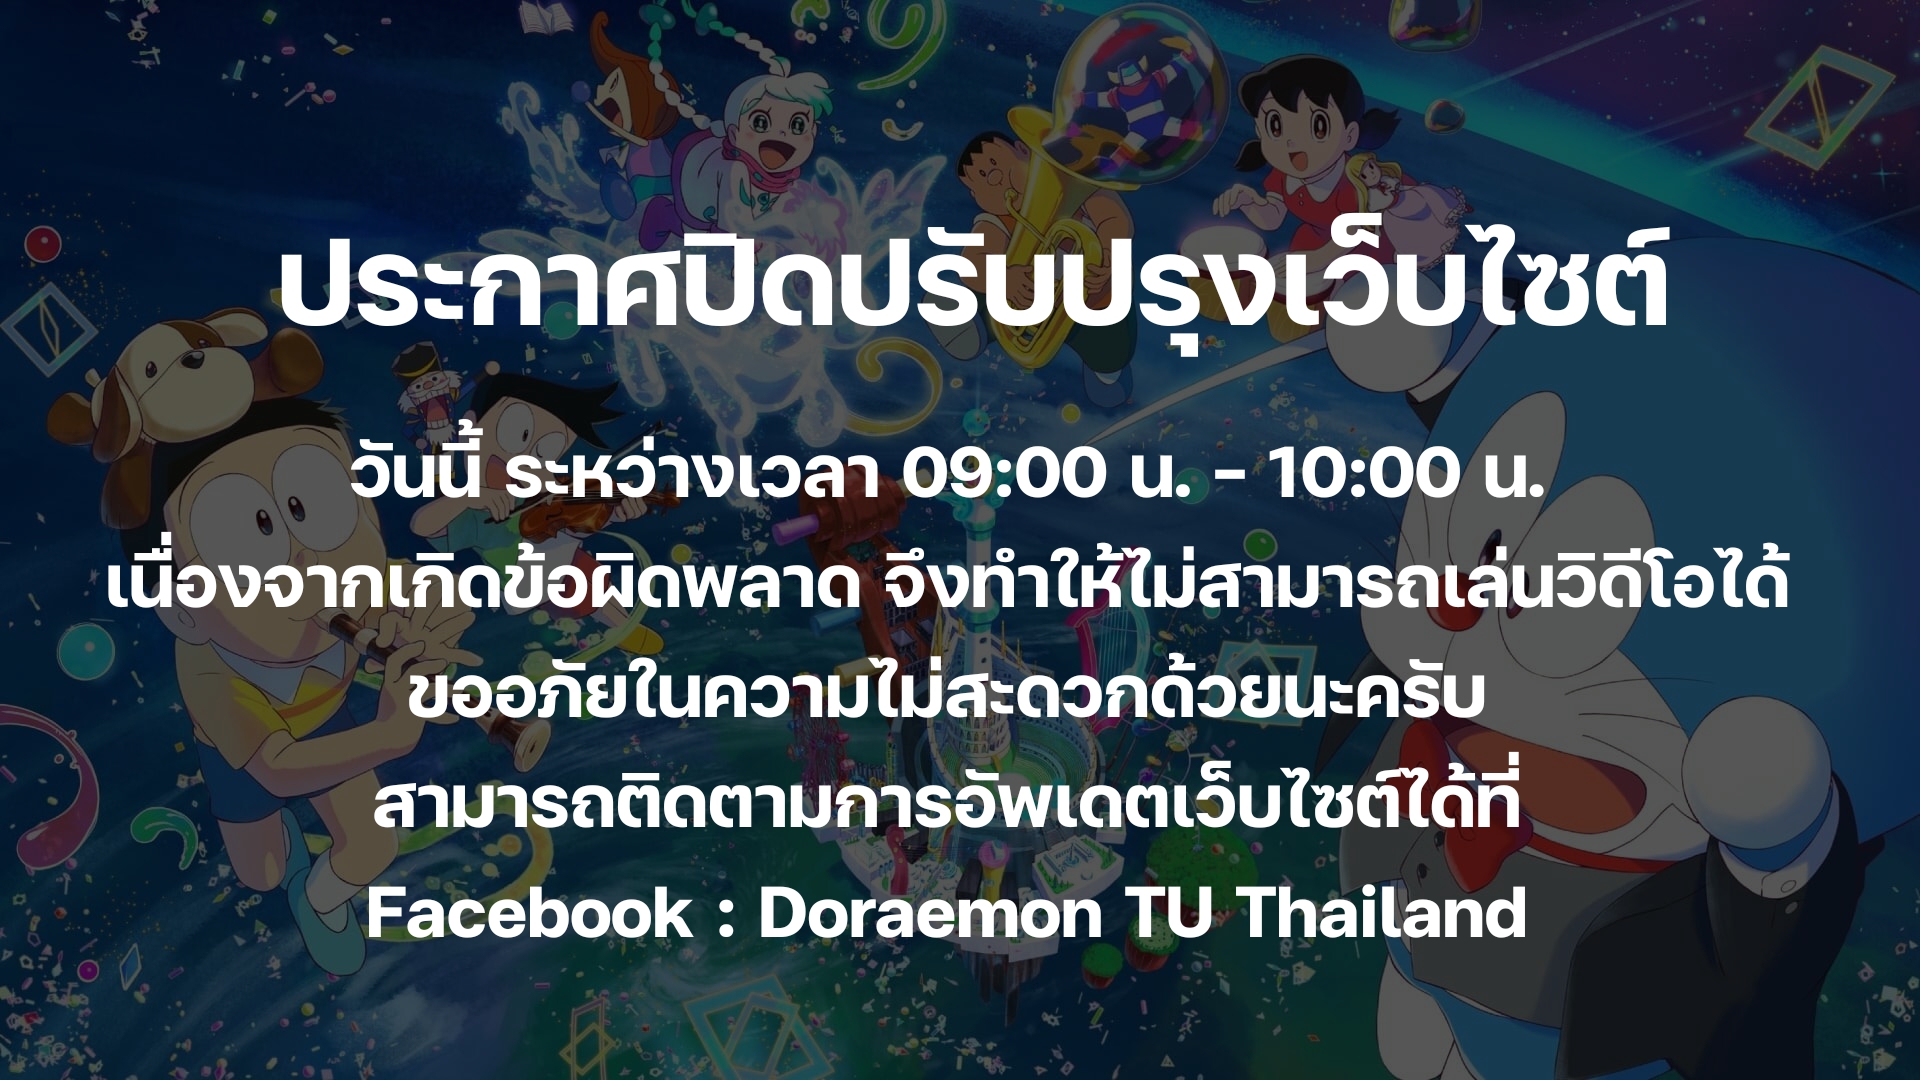 ประกาศปิดปรับปรุงเว็บไซต์
วันนี้ ระหว่างเวลา 09:00 น. - 10:00 น.
เนื่องจากเกิดข้อผิดพลาด จึงทำให้ไม่สามารถเล่นวิดีโอได้
ขออภัยในความไม่สะดวกด้วยนะครับ
สามารถติดตามการอัพเดตเว็บไซต์ได้ที่
Facebook : Doraemon TU Thailand